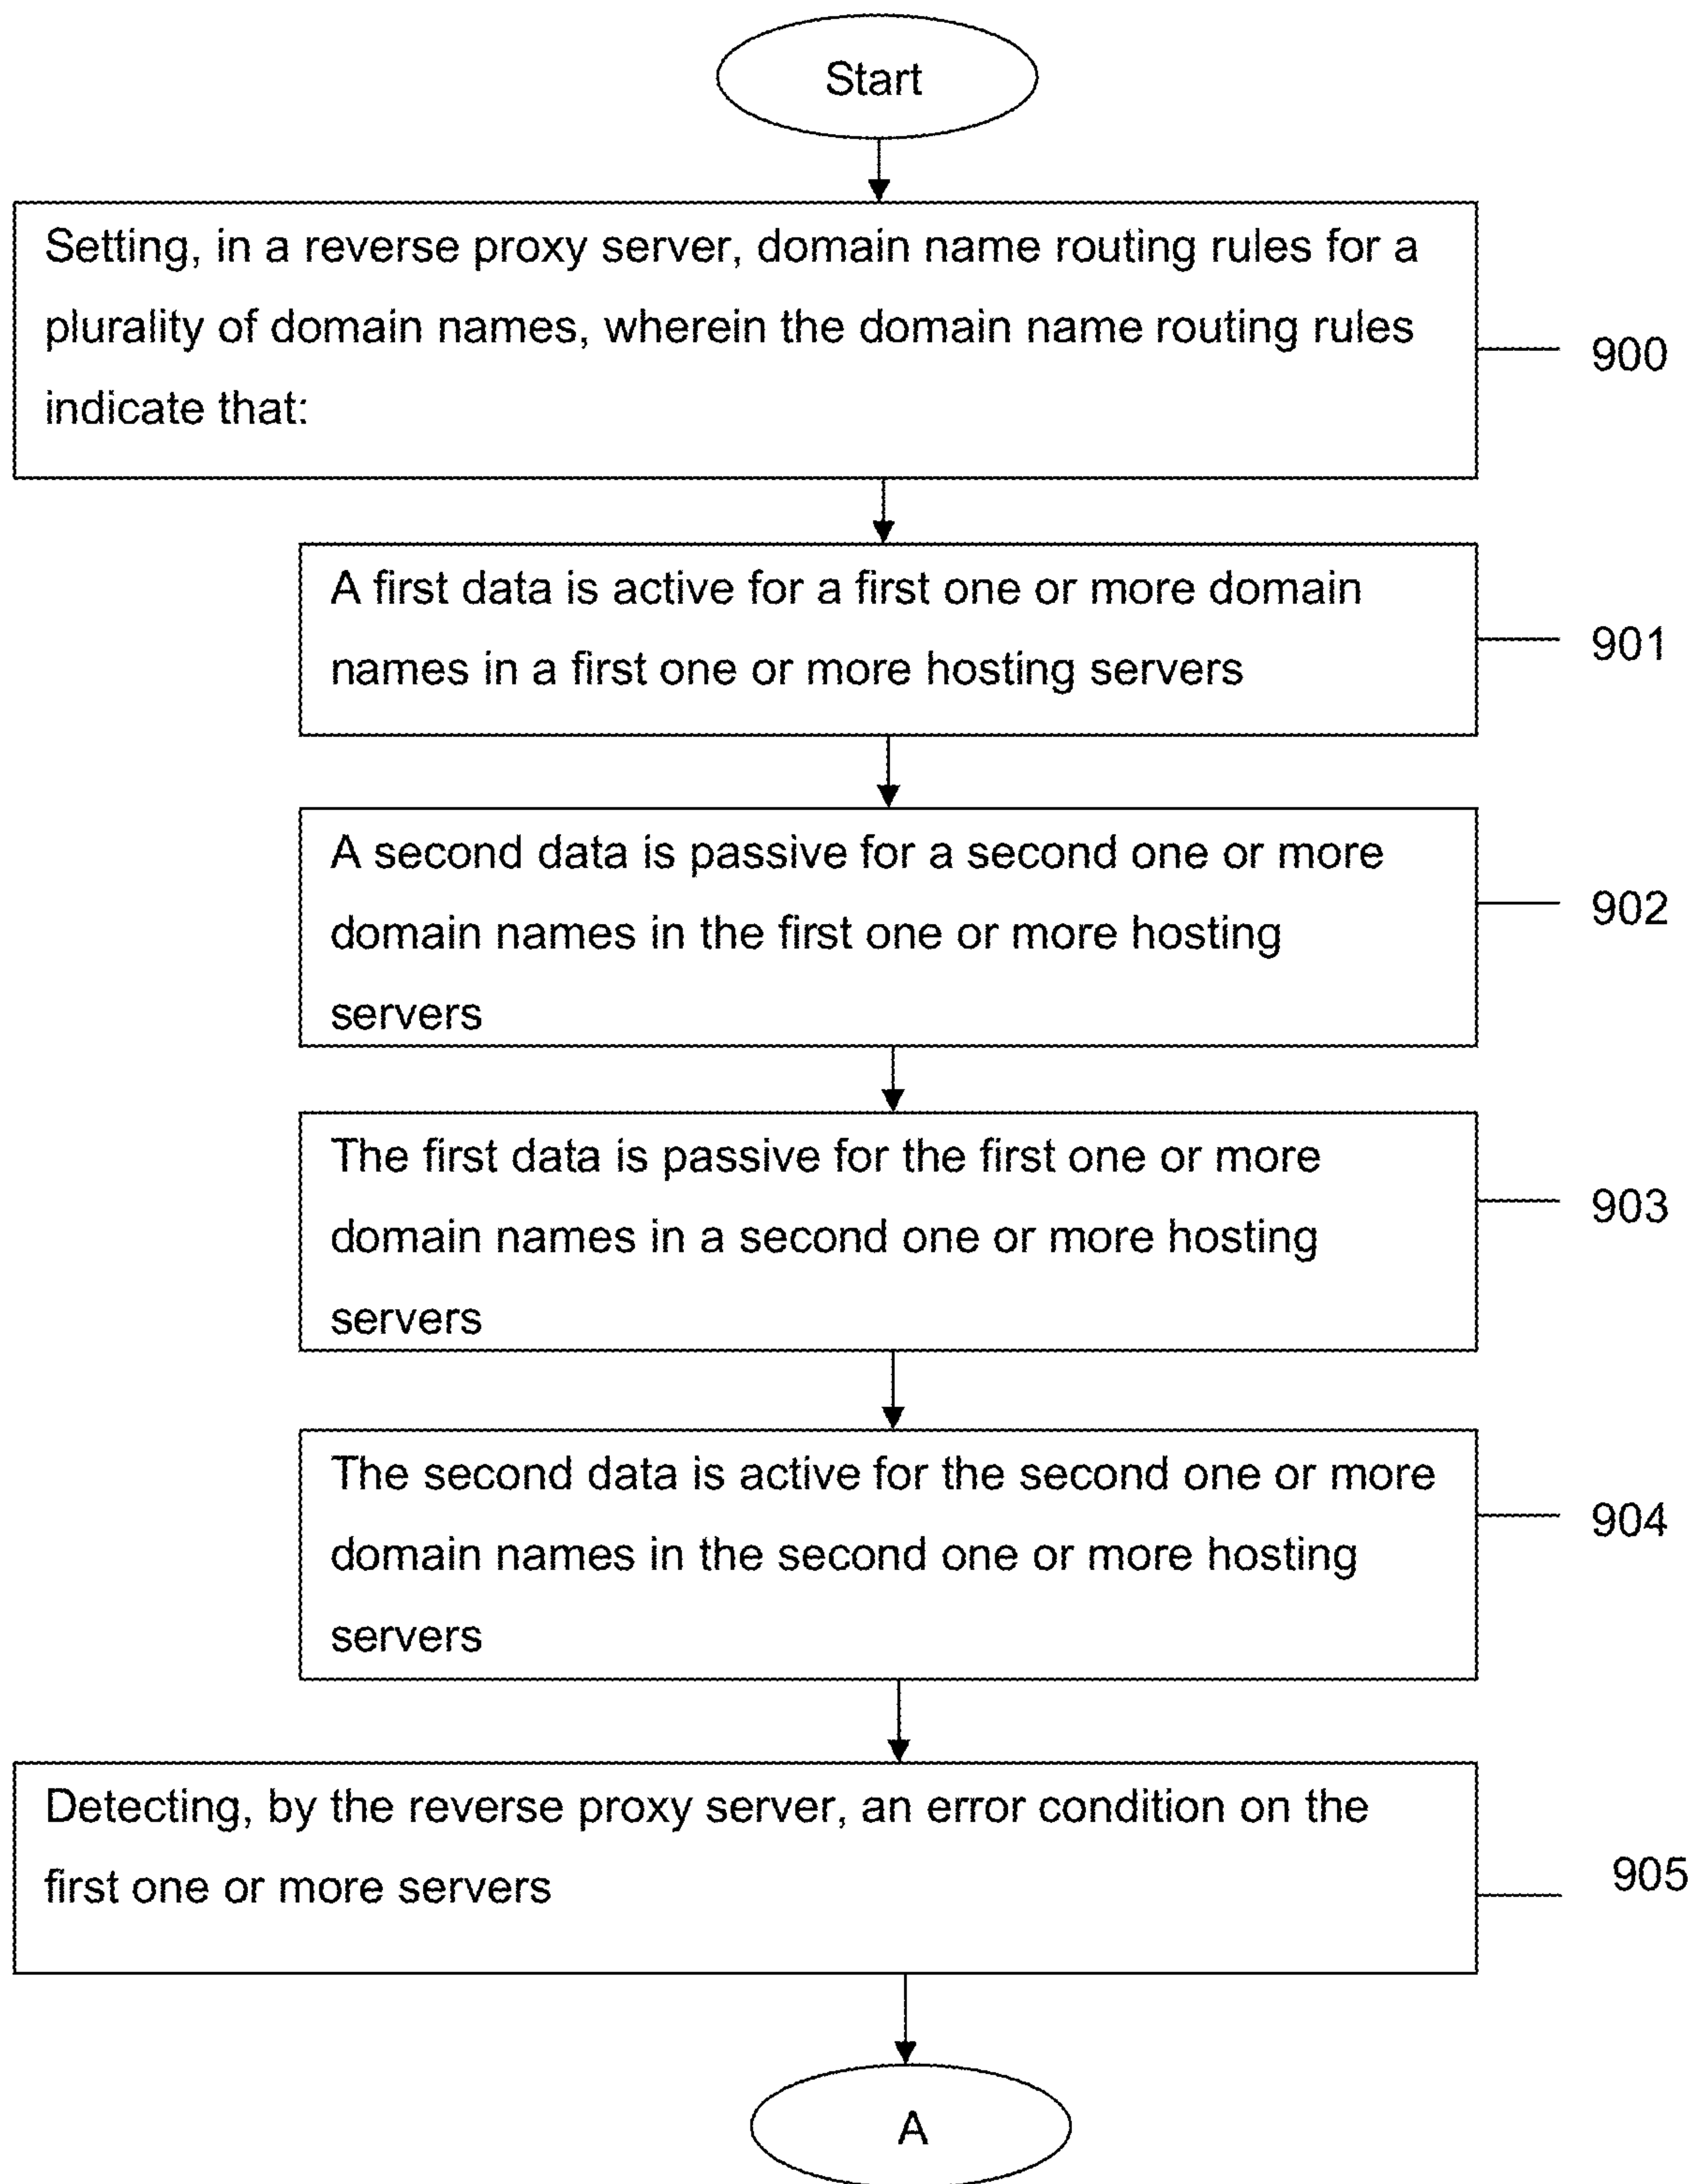 Start
Setting, in a reverse proxy server, domain name routing rules for a
plurality of domain names, wherein the domain name routing rules
indicate that:
900
A first data is active for a first one or more domain
names in a first one or more hosting servers
901
A second data is passive for a second one or more
domain names in the first one or more hosting
servers
902
The first data is passive for the first one or more
domain names in a second one or more hosting
servers
903
The second data is active for the second one or more
domain names in the second one or more hosting
servers
904
Detecting, by the reverse proxy server, an error condition on the
first one or more servers
905
A